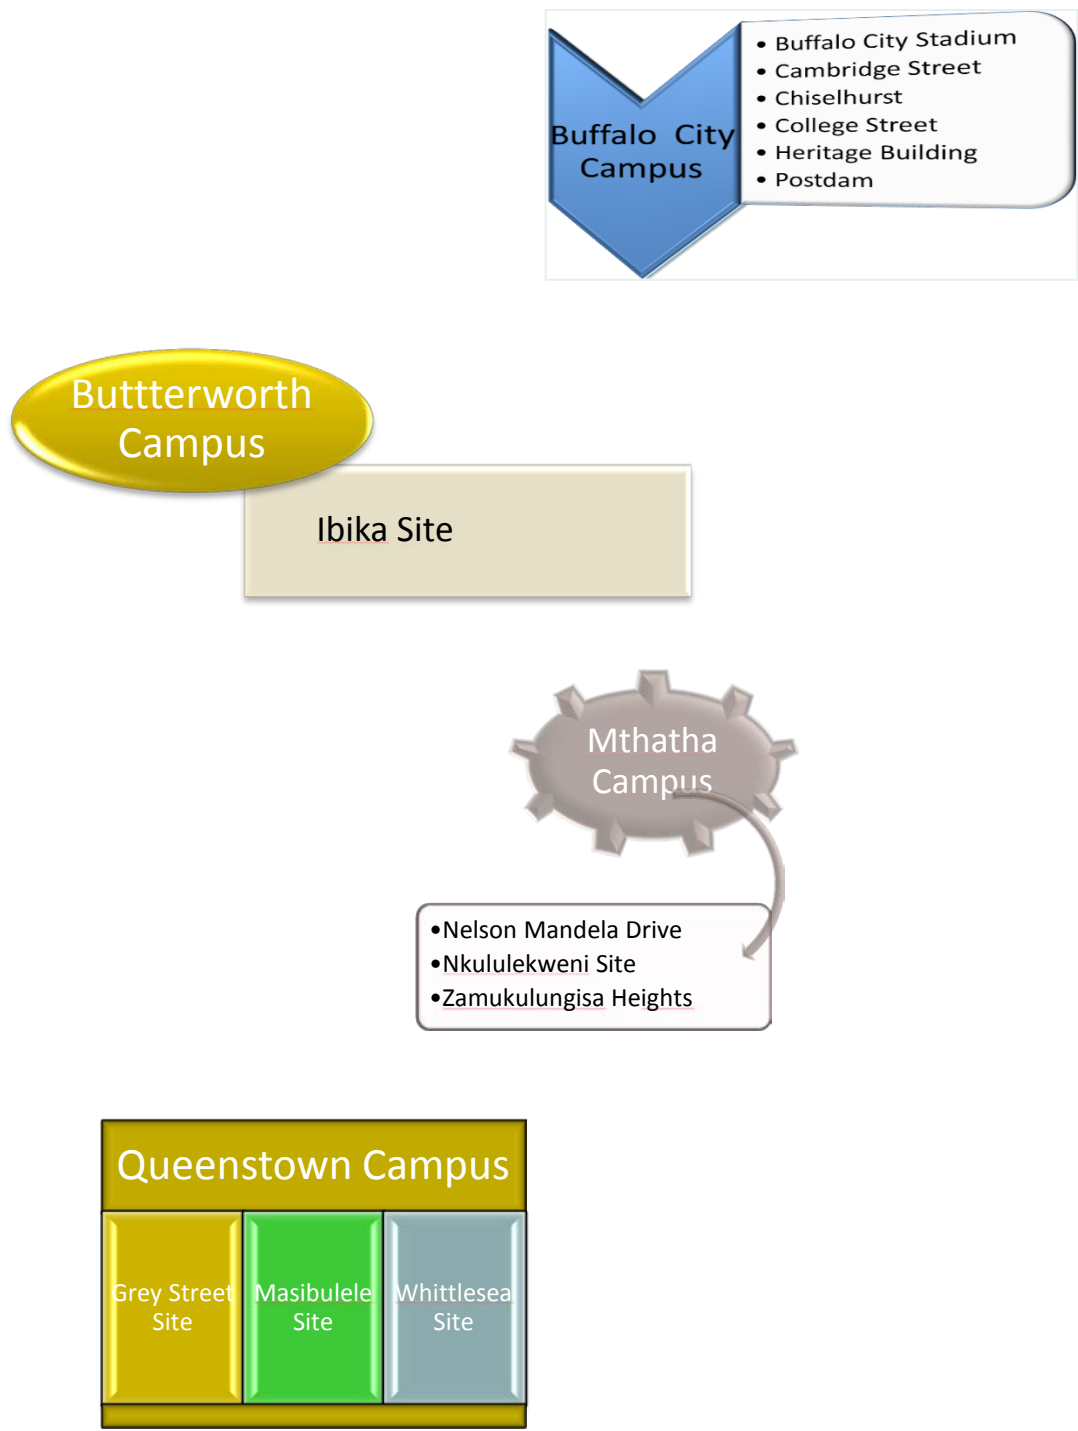 Buffalo City
Campus
• Buffalo City Stadium
• Cambridge Street
• Chiselhurst
• College Street
• Heritage Building
• Postdam
Buttterworth
Campus
Ibika Site
Mthatha
Campus
•Nelson Mandela Drive
•Nkululekweni Site
•Zamukulungisa Heights
Queenstown Campus
Grey Street
Site
Masibulele
Site
Whittlesea
Site